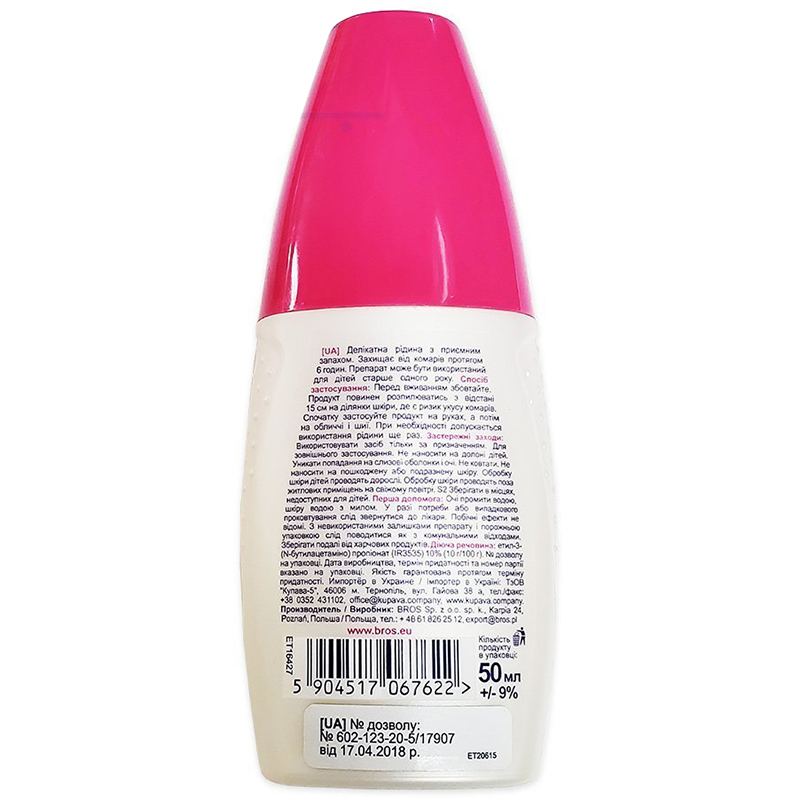 [UA] Делікатна рідина з приємним
запахом. Захищає від комарів протягом
6 годин. Препарат може бути використаний
для дітей старше одного року. Спосіб
застосування: Перед вживанням збовтайте.
Продукт повинен розпилюватись з відстані
15 см на ділянки шкіри, де є ризик укусу комарів.
Спочатку застосуйте продукт на руках, а потім
на обличчі і шиї. При необхідності допускається
використання рідини ще раз. Застережні заходи:
Використовувати засіб тільки за призначенням. Для
зовнішнього застосування. Не наносити на долоні дітей.
Уникати попадання на слизові оболонки і очі. Не ковтати. Не
наносити на пошкоджену або подразнену шкіру. Обробку
шкіри дітей проводять дорослі. Обробку шкіри проводять поза
житлових приміщень на свіжому повітрі. S2 Зберігати в місцях,
недоступних для дітей. Перша допомога: Очі промити водою,
шкіру водою з милом. У разі потреби або випадкового
проковтування слід звернутися до лікаря. Побічні ефекти не
відомі. З невикористаними залишками препарату і порожньою
упаковкою слід поводитися як з комунальними відходами.
Зберігати подалі від харчових продуктів. Діюча речовина: етил-3-
(N-бутилацетаміно) пропіонат (IR3535) 10% (10 г/100 г). № дозволу
на упаковці. Дата виробництва, термін придатності та номер партії
вказано на упаковці. Якість гарантована протягом терміну
придатності. Импортёр в Украине / Імпортер в Україні: ТзОВ
"Купава-5", 46006 м. Тернопіль, вул. Гайова 38 а, тел./факс:
+38 0352 431102, office@kupava.company, www.kupava.company.
Производитель / Виробник: BROS Sp. z o.o. sp. k., Karpia 24,
Poznań, Польша/Польща, тел.: + 48 61 826 25 12, export@bros.pl
www.bros.eu
ET16427
Кількість
продукту
в упаковці:
50 мл
+/- 9%
5 904517 067622 >
[UA] № дозволу:
№ 602-123-20-5/17907
від 17.04.2018 р.
ET20615